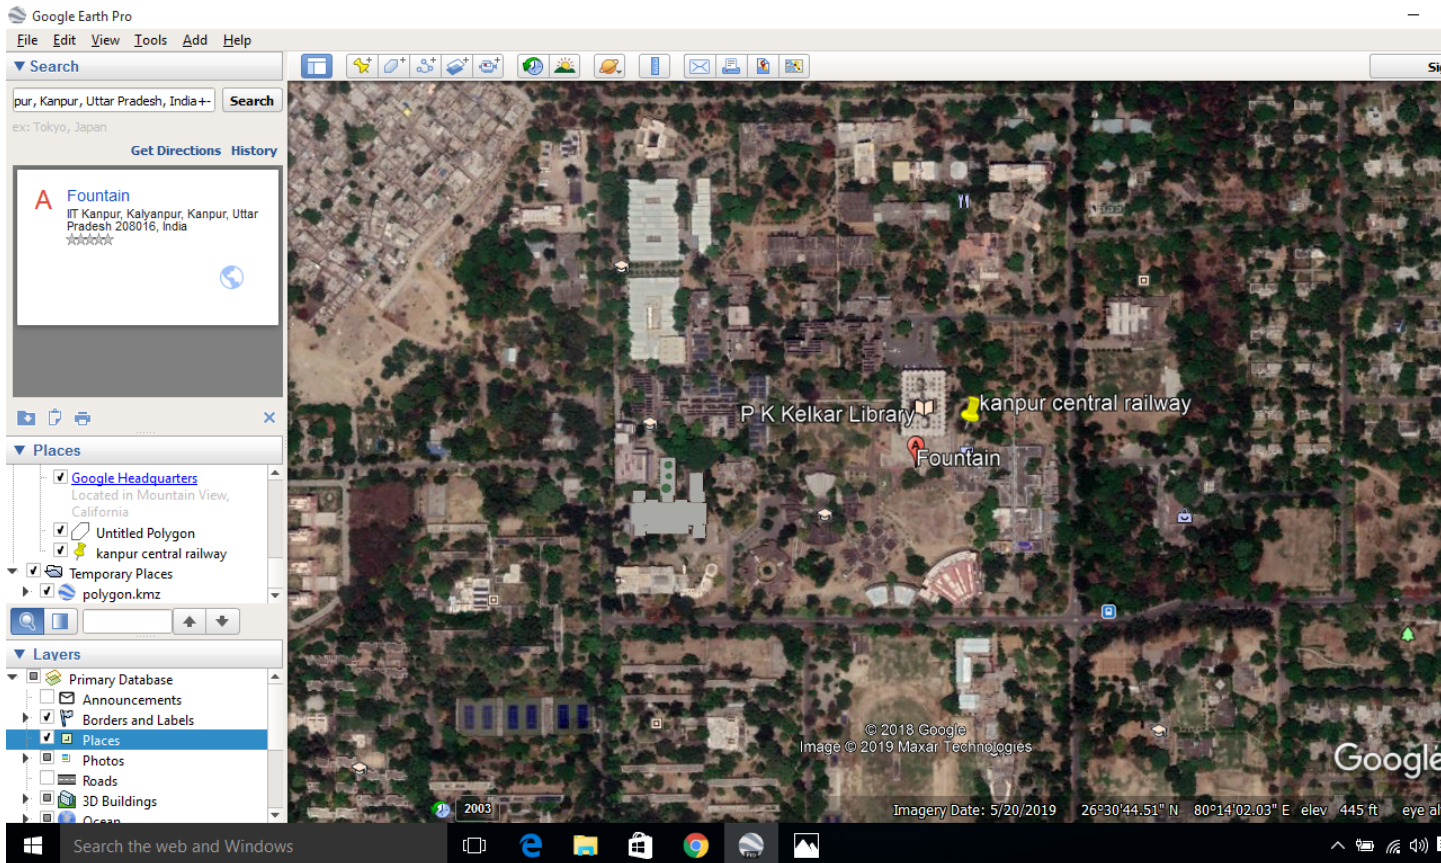 Google Earth Pro
File Edit View Tools Add Help
Search
pur, Kanpur, Uttar Pradesh, India+-
Search
ex: Tokyo, Japan
Get Directions History
A
Fountain
IIT Kanpur, Kalyanpur, Kanpur, Uttar
Pradesh 208016, India
Places
Google Headquarters
Located in Mountain View,
California
Untitled Polygon
kanpur central railway
Temporary Places
polygon.kmz
Layers
Primary Database
Announcements
Borders and Labels
Places
Photos
Roads
3D Buildings
Ocean
P K Kelkar Library
kanpur central railway
A
Fountain
© 2018 Google
Image © 2019 Maxar Technologies
Google
2003
Imagery Date: 5/20/2019 26°30'44.51" N 80°14'02.03" E elev 445 ft eye al
Search the web and Windows